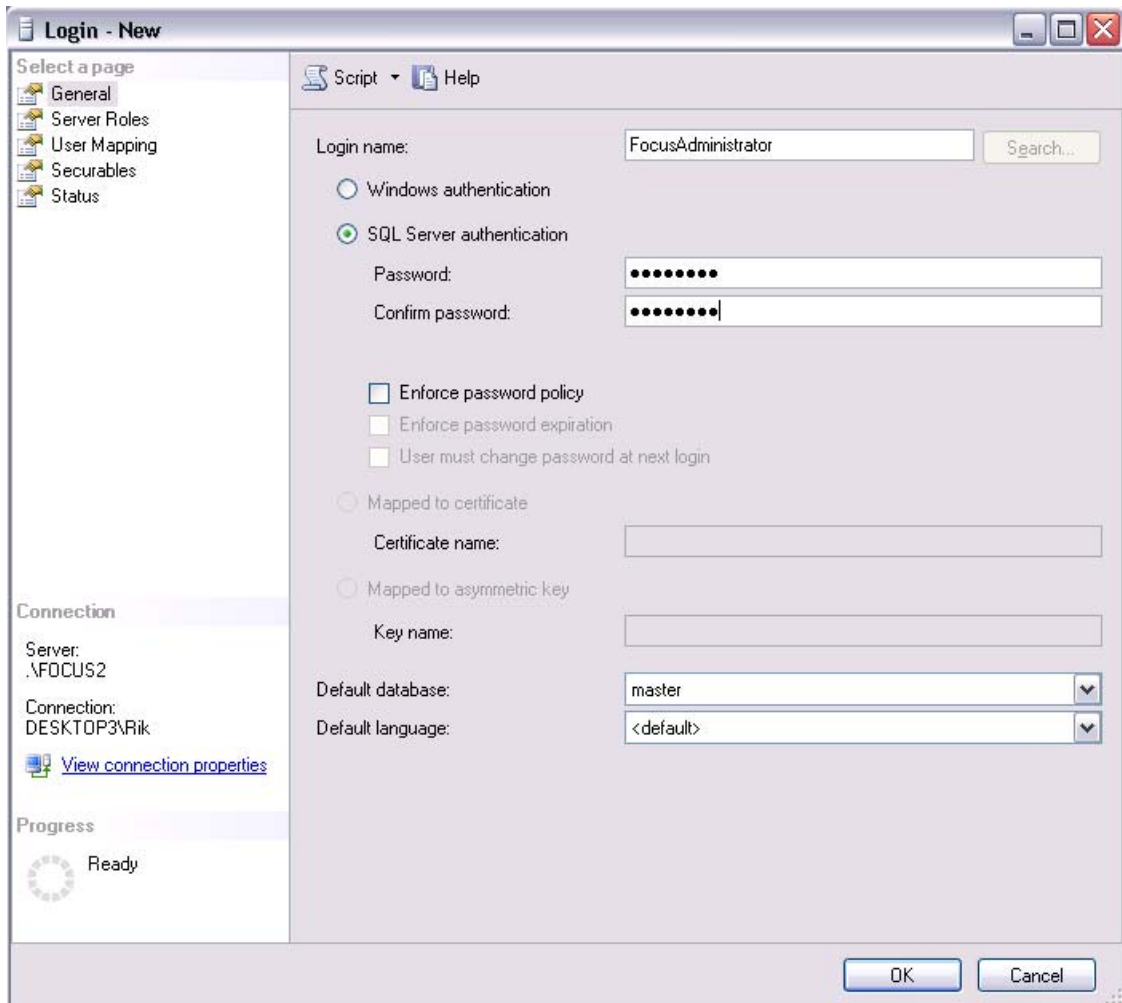 Login - New
Select a page
General
Server Roles
User Mapping
Securables
Status
Script Help
Login name: FocusAdministrator Search...
Windows authentication
SQL Server authentication
Password: ●●●●●●●●
Confirm password: ●●●●●●●●
Enforce password policy
Enforce password expiration
User must change password at next login
Mapped to certificate
Certificate name:
Mapped to asymmetric key
Key name:
Default database: master
Default language: <default>
Connection
Server:
.\FOCUS2
Connection:
DESKTOP3\Rik
View connection properties
Progress
Ready
OK Cancel